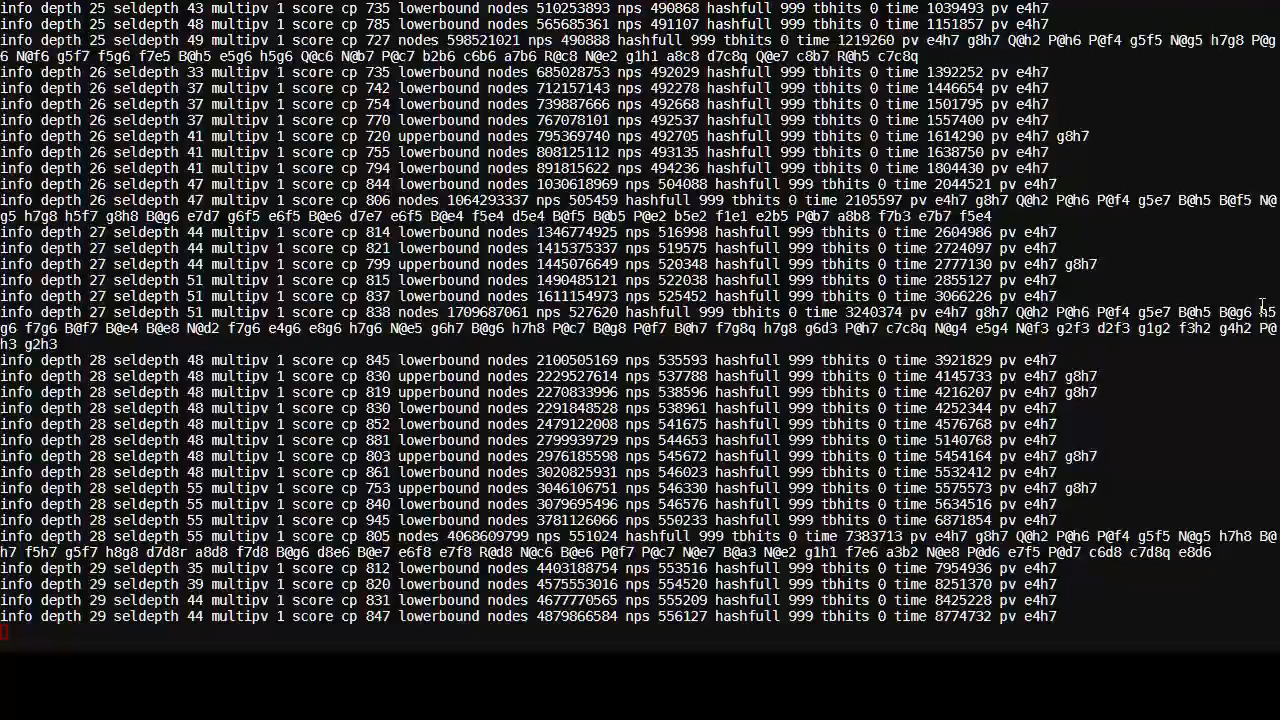 info depth 25 seldepth 43 multipv 1 score cp 735 lowerbound nodes 510253893 nps 490868 hashfull 999 tbhits 0 time 1039493 pv e4h7
info depth 25 seldepth 48 multipv 1 score cp 785 lowerbound nodes 565685361 nps 491107 hashfull 999 tbhits 0 time 1151857 pv e4h7
info depth 25 seldepth 49 multipv 1 score cp 727 nodes 598521021 nps 490888 hashfull 999 tbhits 0 time 1219260 pv e4h7 g8h7 Q@h2 P@h6 P@f4 g5f5 N@g5 h7g8 P@g
6 N@f6 g5f7 f5g6 f7e5 B@h5 e5g6 h5g6 Q@c6 N@b7 P@c7 b2b6 c6b6 a7b6 R@c8 N@e2 g1h1 a8c8 d7c8q Q@e7 c8b7 R@h5 c7c8q
info depth 26 seldepth 33 multipv 1 score cp 735 lowerbound nodes 685028753 nps 492029 hashfull 999 tbhits 0 time 1392252 pv e4h7
info depth 26 seldepth 37 multipv 1 score cp 742 lowerbound nodes 712157143 nps 492278 hashfull 999 tbhits 0 time 1446654 pv e4h7
info depth 26 seldepth 37 multipv 1 score cp 754 lowerbound nodes 739887666 nps 492668 hashfull 999 tbhits 0 time 1501795 pv e4h7
info depth 26 seldepth 37 multipv 1 score cp 770 lowerbound nodes 767078101 nps 492537 hashfull 999 tbhits 0 time 1557400 pv e4h7
info depth 26 seldepth 41 multipv 1 score cp 720 upperbound nodes 795369740 nps 492705 hashfull 999 tbhits 0 time 1614290 pv e4h7 g8h7
info depth 26 seldepth 41 multipv 1 score cp 755 lowerbound nodes 808125112 nps 493135 hashfull 999 tbhits 0 time 1638750 pv e4h7
info depth 26 seldepth 41 multipv 1 score cp 794 lowerbound nodes 891815622 nps 494236 hashfull 999 tbhits 0 time 1804430 pv e4h7
info depth 26 seldepth 47 multipv 1 score cp 844 lowerbound nodes 1030618969 nps 504088 hashfull 999 tbhits 0 time 2044521 pv e4h7
info depth 26 seldepth 47 multipv 1 score cp 806 nodes 1064293337 nps 505459 hashfull 999 tbhits 0 time 2105597 pv e4h7 g8h7 Q@h2 P@h6 P@f4 g5e7 B@h5 B@f5 N@
g5 h7g8 h5f7 g8h8 B@g6 e7d7 g6f5 e6f5 B@e6 d7e7 e6f5 B@e4 f5e4 d5e4 B@f5 B@b5 P@e2 b5e2 f1e1 e2b5 P@b7 a8b8 f7b3 e7b7 f5e4
info depth 27 seldepth 44 multipv 1 score cp 814 lowerbound nodes 1346774925 nps 516998 hashfull 999 tbhits 0 time 2604986 pv e4h7
info depth 27 seldepth 44 multipv 1 score cp 821 lowerbound nodes 1415375337 nps 519575 hashfull 999 tbhits 0 time 2724097 pv e4h7
info depth 27 seldepth 44 multipv 1 score cp 799 upperbound nodes 1445076649 nps 520348 hashfull 999 tbhits 0 time 2777130 pv e4h7 g8h7
info depth 27 seldepth 51 multipv 1 score cp 815 lowerbound nodes 1490485121 nps 522038 hashfull 999 tbhits 0 time 2855127 pv e4h7
info depth 27 seldepth 51 multipv 1 score cp 837 lowerbound nodes 1611154973 nps 525452 hashfull 999 tbhits 0 time 3066226 pv e4h7
info depth 27 seldepth 51 multipv 1 score cp 838 nodes 1709687061 nps 527620 hashfull 999 tbhits 0 time 3240374 pv e4h7 g8h7 Q@h2 P@h6 P@f4 g5e7 B@h5 B@g6 h5
g6 f7g6 B@f7 B@e4 B@e8 N@d2 f7g6 e4g6 e8g6 h7g6 N@e5 g6h7 B@g6 h7h8 P@c7 B@g8 P@f7 B@h7 f7g8q h7g8 g6d3 P@h7 c7c8q N@g4 e5g4 N@f3 g2f3 d2f3 g1g2 f3h2 g4h2 P@
h3 g2h3
info depth 28 seldepth 48 multipv 1 score cp 845 lowerbound nodes 2100505169 nps 535593 hashfull 999 tbhits 0 time 3921829 pv e4h7
info depth 28 seldepth 48 multipv 1 score cp 830 upperbound nodes 2229527614 nps 537788 hashfull 999 tbhits 0 time 4145733 pv e4h7 g8h7
info depth 28 seldepth 48 multipv 1 score cp 819 upperbound nodes 2270833996 nps 538596 hashfull 999 tbhits 0 time 4216207 pv e4h7 g8h7
info depth 28 seldepth 48 multipv 1 score cp 830 lowerbound nodes 2291848528 nps 538961 hashfull 999 tbhits 0 time 4252344 pv e4h7
info depth 28 seldepth 48 multipv 1 score cp 852 lowerbound nodes 2479122008 nps 541675 hashfull 999 tbhits 0 time 4576768 pv e4h7
info depth 28 seldepth 48 multipv 1 score cp 881 lowerbound nodes 2799939729 nps 544653 hashfull 999 tbhits 0 time 5140768 pv e4h7
info depth 28 seldepth 48 multipv 1 score cp 803 upperbound nodes 2976185598 nps 545672 hashfull 999 tbhits 0 time 5454164 pv e4h7 g8h7
info depth 28 seldepth 48 multipv 1 score cp 861 lowerbound nodes 3020825931 nps 546023 hashfull 999 tbhits 0 time 5532412 pv e4h7
info depth 28 seldepth 55 multipv 1 score cp 753 upperbound nodes 3046106751 nps 546330 hashfull 999 tbhits 0 time 5575573 pv e4h7 g8h7
info depth 28 seldepth 55 multipv 1 score cp 840 lowerbound nodes 3079695496 nps 546576 hashfull 999 tbhits 0 time 5634516 pv e4h7
info depth 28 seldepth 55 multipv 1 score cp 945 lowerbound nodes 3781126066 nps 550233 hashfull 999 tbhits 0 time 6871854 pv e4h7
info depth 28 seldepth 55 multipv 1 score cp 805 nodes 4068609799 nps 551024 hashfull 999 tbhits 0 time 7383713 pv e4h7 g8h7 Q@h2 P@h6 P@f4 g5f5 N@g5 h7h8 B@
h7 f5h7 g5f7 h8g8 d7d8r a8d8 f7d8 B@g6 d8e6 B@e7 e6f8 e7f8 R@d8 N@c6 B@e6 P@f7 P@c7 N@e7 B@a3 N@e2 g1h1 f7e6 a3b2 N@e8 P@d6 e7f5 P@d7 c6d8 c7d8q e8d6
info depth 29 seldepth 35 multipv 1 score cp 812 lowerbound nodes 4403188754 nps 553516 hashfull 999 tbhits 0 time 7954936 pv e4h7
info depth 29 seldepth 39 multipv 1 score cp 820 lowerbound nodes 4575553016 nps 554520 hashfull 999 tbhits 0 time 8251370 pv e4h7
info depth 29 seldepth 44 multipv 1 score cp 831 lowerbound nodes 4677770565 nps 555209 hashfull 999 tbhits 0 time 8425228 pv e4h7
info depth 29 seldepth 44 multipv 1 score cp 847 lowerbound nodes 4879866584 nps 556127 hashfull 999 tbhits 0 time 8774732 pv e4h7